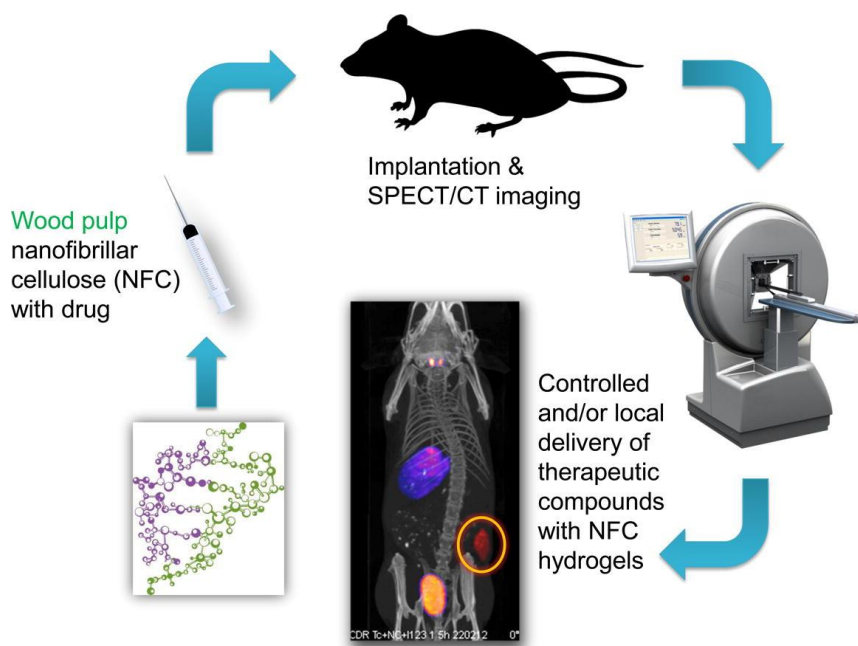 Implantation &
SPECT/CT imaging
Wood pulp
nanofibrillar
cellulose (NFC)
with drug
Controlled
and/or local
delivery of
therapeutic
compounds
with NFC
hydrogels
CDR Tc+NC+I123 1 5h 220212 0°